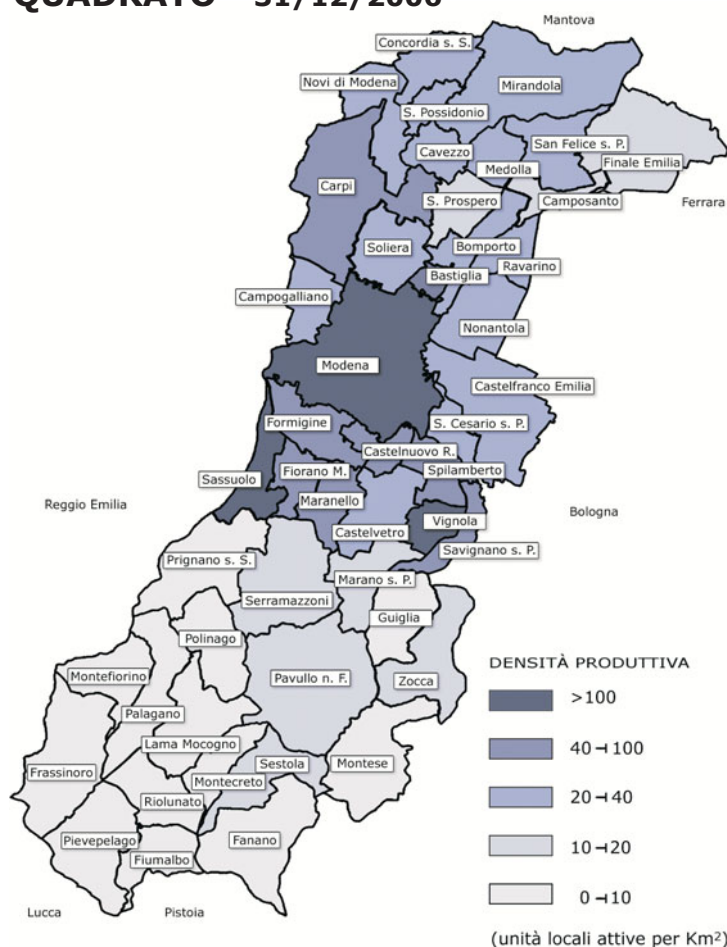 QUADRATO - 31/12/2006
Mantova
Concordia s. S.
Novi di Modena
Mirandola
S. Possidonio
San Felice s. P.
Cavezzo
Finale Emilia
Medolla
Carpi
S. Prospero
Camposanto
Ferrara
Soliera
Bomporto
Ravarino
Bastiglia
Campogalliano
Nonantola
Modena
Castelfranco Emilia
Formigine
S. Cesario s. P.
Castelnuovo R.
Fiorano M.
Spilamberto
Sassuolo
Maranello
Reggio Emilia
Bologna
Vignola
Castelvetro
Savignano s. P.
Prignano s. S.
Marano s. P.
Serramazzoni
Guiglia
Polinago
Montefiorino
Pavullo n. F.
Zocca
Palagano
Lama Mocogno
Sestola
Montese
Frassinoro
Montecreto
Riolunato
Pievepelago
Fanano
Fiumalbo
Lucca
Pistoia
DENSITÀ PRODUTTIVA
>100
40⊣100
20⊣40
10⊣20
0⊣10
(unità locali attive per Km²)